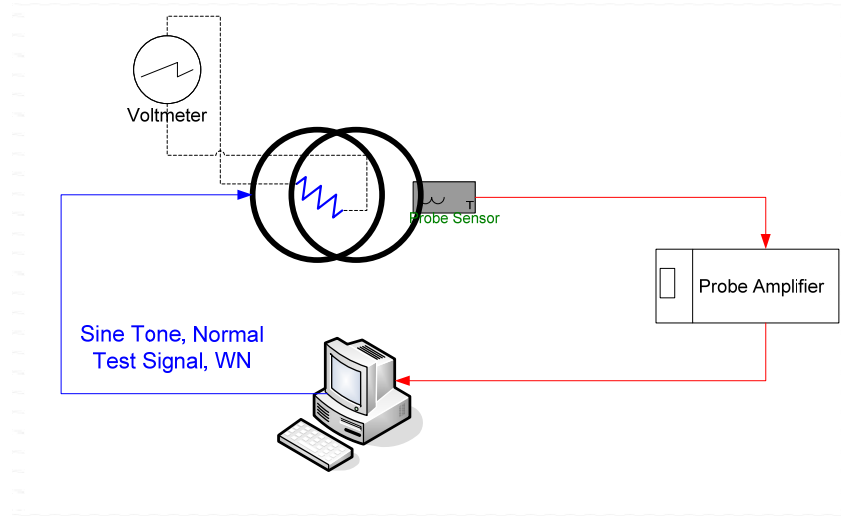 Voltmeter
T
Probe Sensor
Probe Amplifier
Sine Tone, Normal
Test Signal, WN